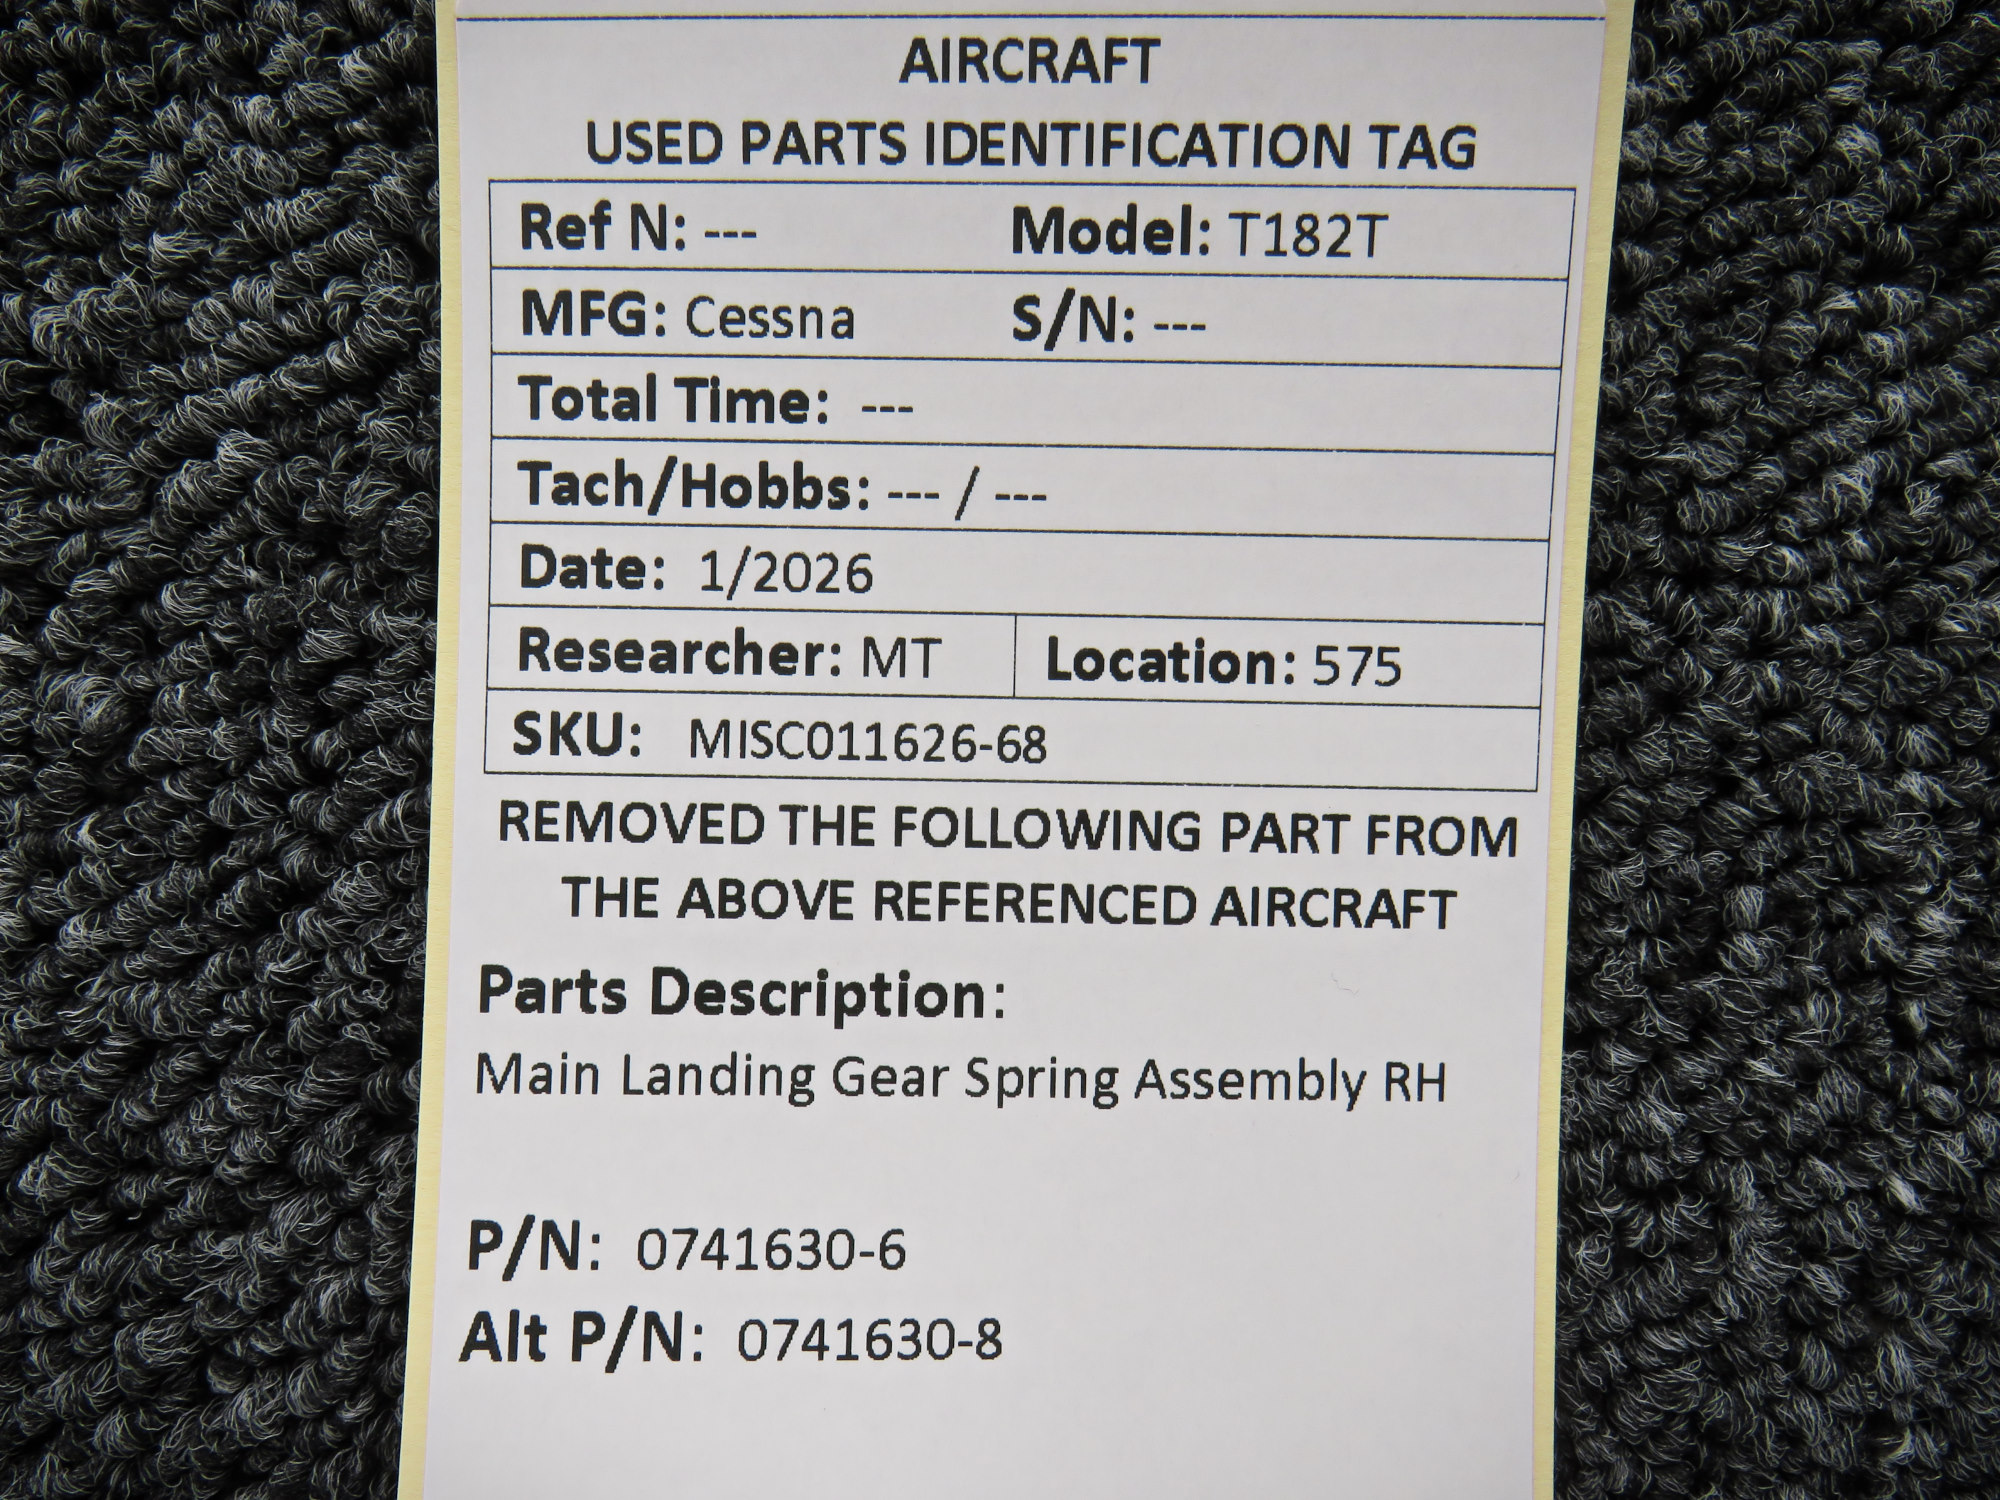 AIRCRAFT
USED PARTS IDENTIFICATION TAG
Ref N: --- Model: T182T
MFG: Cessna S/N: ---
Total Time: ---
Tach/Hobbs: --- / ---
Date: 1/2026
Researcher: MT Location: 575
SKU: MISC011626-68
REMOVED THE FOLLOWING PART FROM
THE ABOVE REFERENCED AIRCRAFT
Parts Description:
Main Landing Gear Spring Assembly RH
P/N: 0741630-6
Alt P/N: 0741630-8